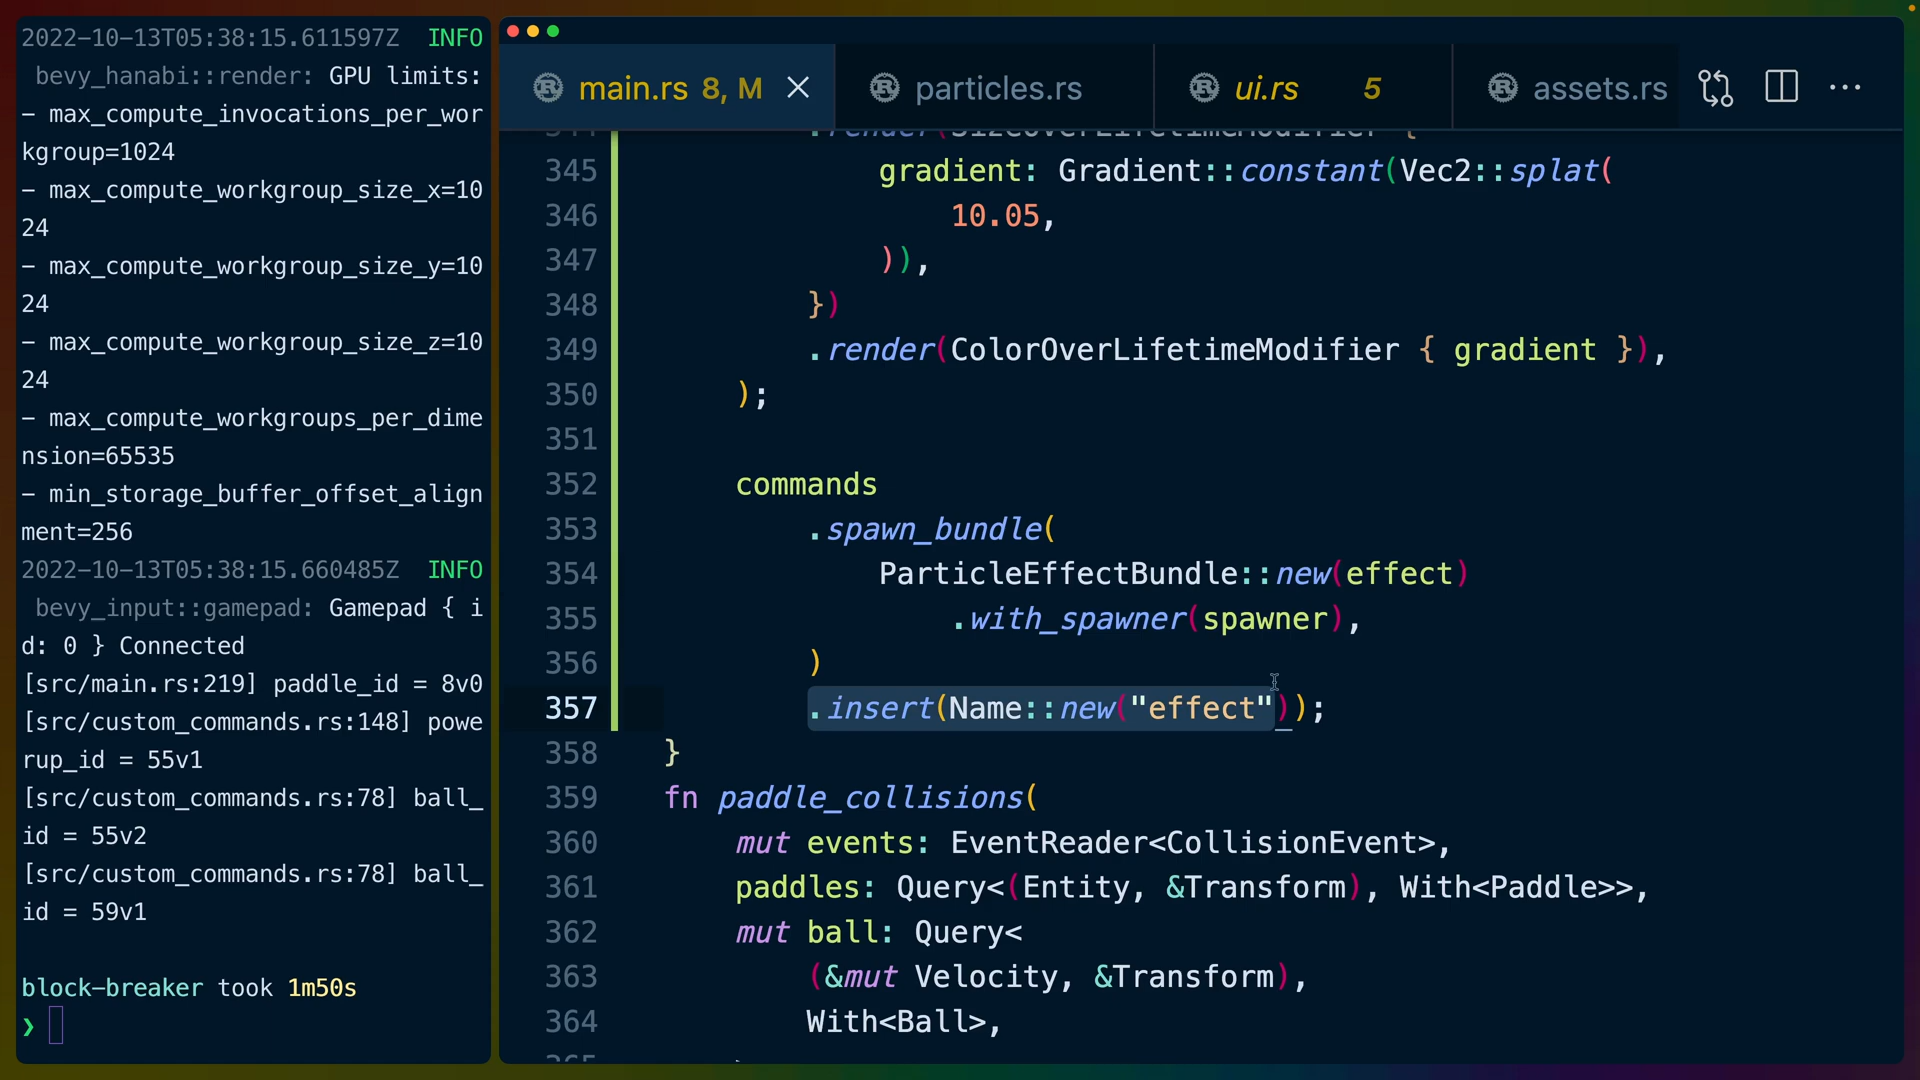 2022-10-13T05:38:15.611597Z  INFO
bevy_hanabi::render: GPU limits:
- max_compute_invocations_per_wor
kgroup=1024
- max_compute_workgroup_size_x=10
24
- max_compute_workgroup_size_y=10
24
- max_compute_workgroup_size_z=10
24
- max_compute_workgroups_per_dime
nsion=65535
- min_storage_buffer_offset_align
ment=256
2022-10-13T05:38:15.660485Z  INFO
bevy_input::gamepad: Gamepad { i
d: 0 } Connected
[src/main.rs:219] paddle_id = 8v0
[src/custom_commands.rs:148] powe
rup_id = 55v1
[src/custom_commands.rs:78] ball_
id = 55v2
[src/custom_commands.rs:78] ball_
id = 59v1
block-breaker took 1m50s
❯
main.rs 8, M
particles.rs
ui.rs 5
assets.rs
.render(SizeOverLifetimeModifier {
345 gradient: Gradient::constant(Vec2::splat(
346 10.05,
347 )),
348 })
349 .render(ColorOverLifetimeModifier { gradient }),
350 );
351
352 commands
353 .spawn_bundle(
354 ParticleEffectBundle::new(effect)
355 .with_spawner(spawner),
356 )
357 .insert(Name::new("effect"));
358 }
359 fn paddle_collisions(
360 mut events: EventReader<CollisionEvent>,
361 paddles: Query<(Entity, &Transform), With<Paddle>>,
362 mut ball: Query<
363 (&mut Velocity, &Transform),
364 With<Ball>,